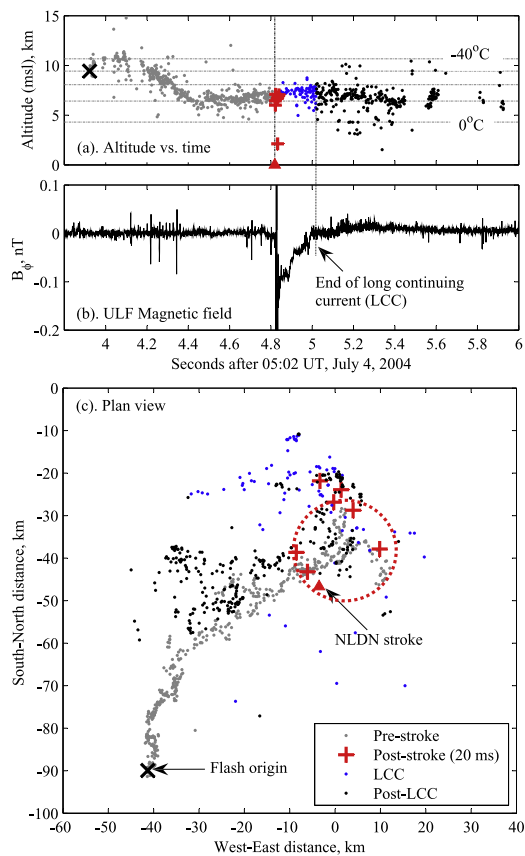 15
10
5
0
Altitude (msl), km
-40°C
0°C
(a). Altitude vs. time
0.1
0
-0.1
-0.2
B_ϕ, nT
End of long continuing
current (LCC)
(b). ULF Magnetic field
4 4.2 4.4 4.6 4.8 5 5.2 5.4 5.6 5.8 6
Seconds after 05:02 UT, July 4, 2004
(c). Plan view
0
-10
-20
-30
-40
-50
-60
-70
-80
-90
-100
South-North distance, km
NLDN stroke
Flash origin
Pre-stroke
Post-stroke (20 ms)
LCC
Post-LCC
-60 -50 -40 -30 -20 -10 0 10 20 30 40
West-East distance, km